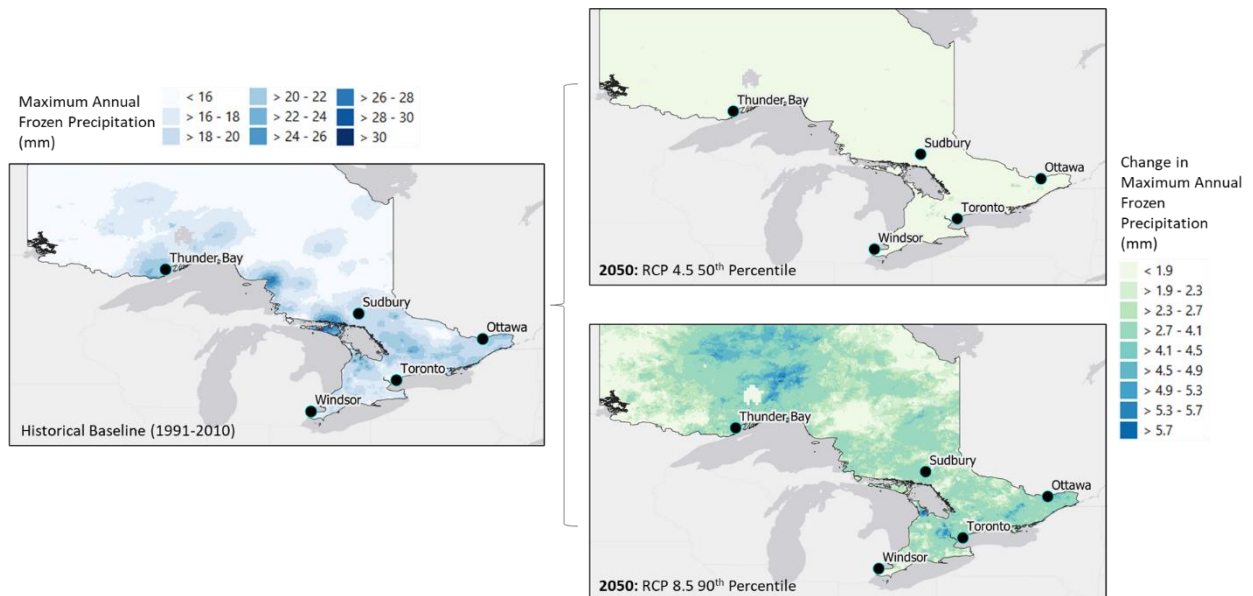 Maximum Annual
Frozen Precipitation
(mm)
< 16
> 16 - 18
> 18 - 20
> 20 - 22
> 22 - 24
> 24 - 26
> 26 - 28
> 28 - 30
> 30
Thunder Bay
Sudbury
Ottawa
Toronto
Windsor
Historical Baseline (1991-2010)
Thunder Bay
Sudbury
Ottawa
Toronto
Windsor
2050: RCP 4.5 50th Percentile
Thunder Bay
Sudbury
Ottawa
Toronto
Windsor
2050: RCP 8.5 90th Percentile
Change in
Maximum Annual
Frozen
Precipitation
(mm)
< 1.9
> 1.9 - 2.3
> 2.3 - 2.7
> 2.7 - 4.1
> 4.1 - 4.5
> 4.5 - 4.9
> 4.9 - 5.3
> 5.3 - 5.7
> 5.7